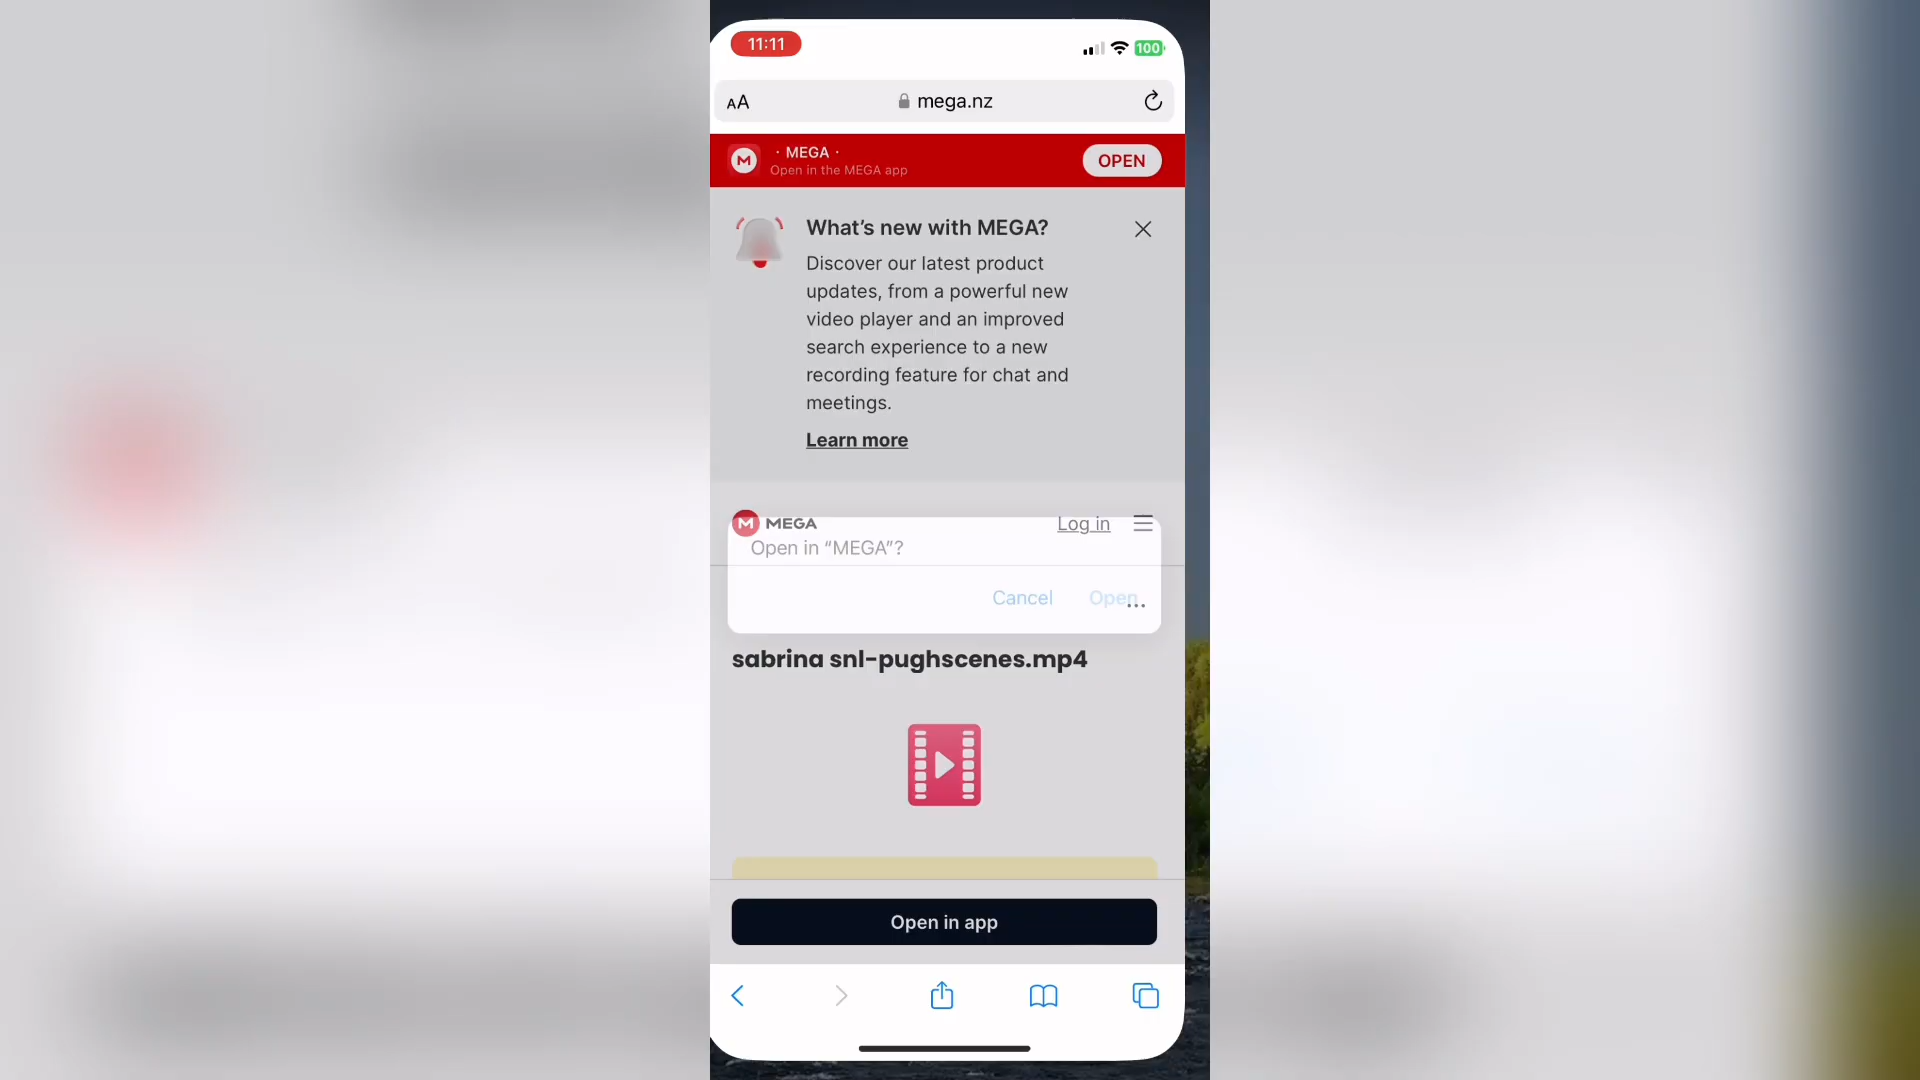 11:11
100
AA
mega.nz
· MEGA ·
Open in the MEGA app
OPEN
What’s new with MEGA?
Discover our latest product
updates, from a powerful new
video player and an improved
search experience to a new
recording feature for chat and
meetings.
Learn more
MEGA
Log in
Open in “MEGA”?
Cancel
Open
sabrina snl-pughscenes.mp4
Open in app